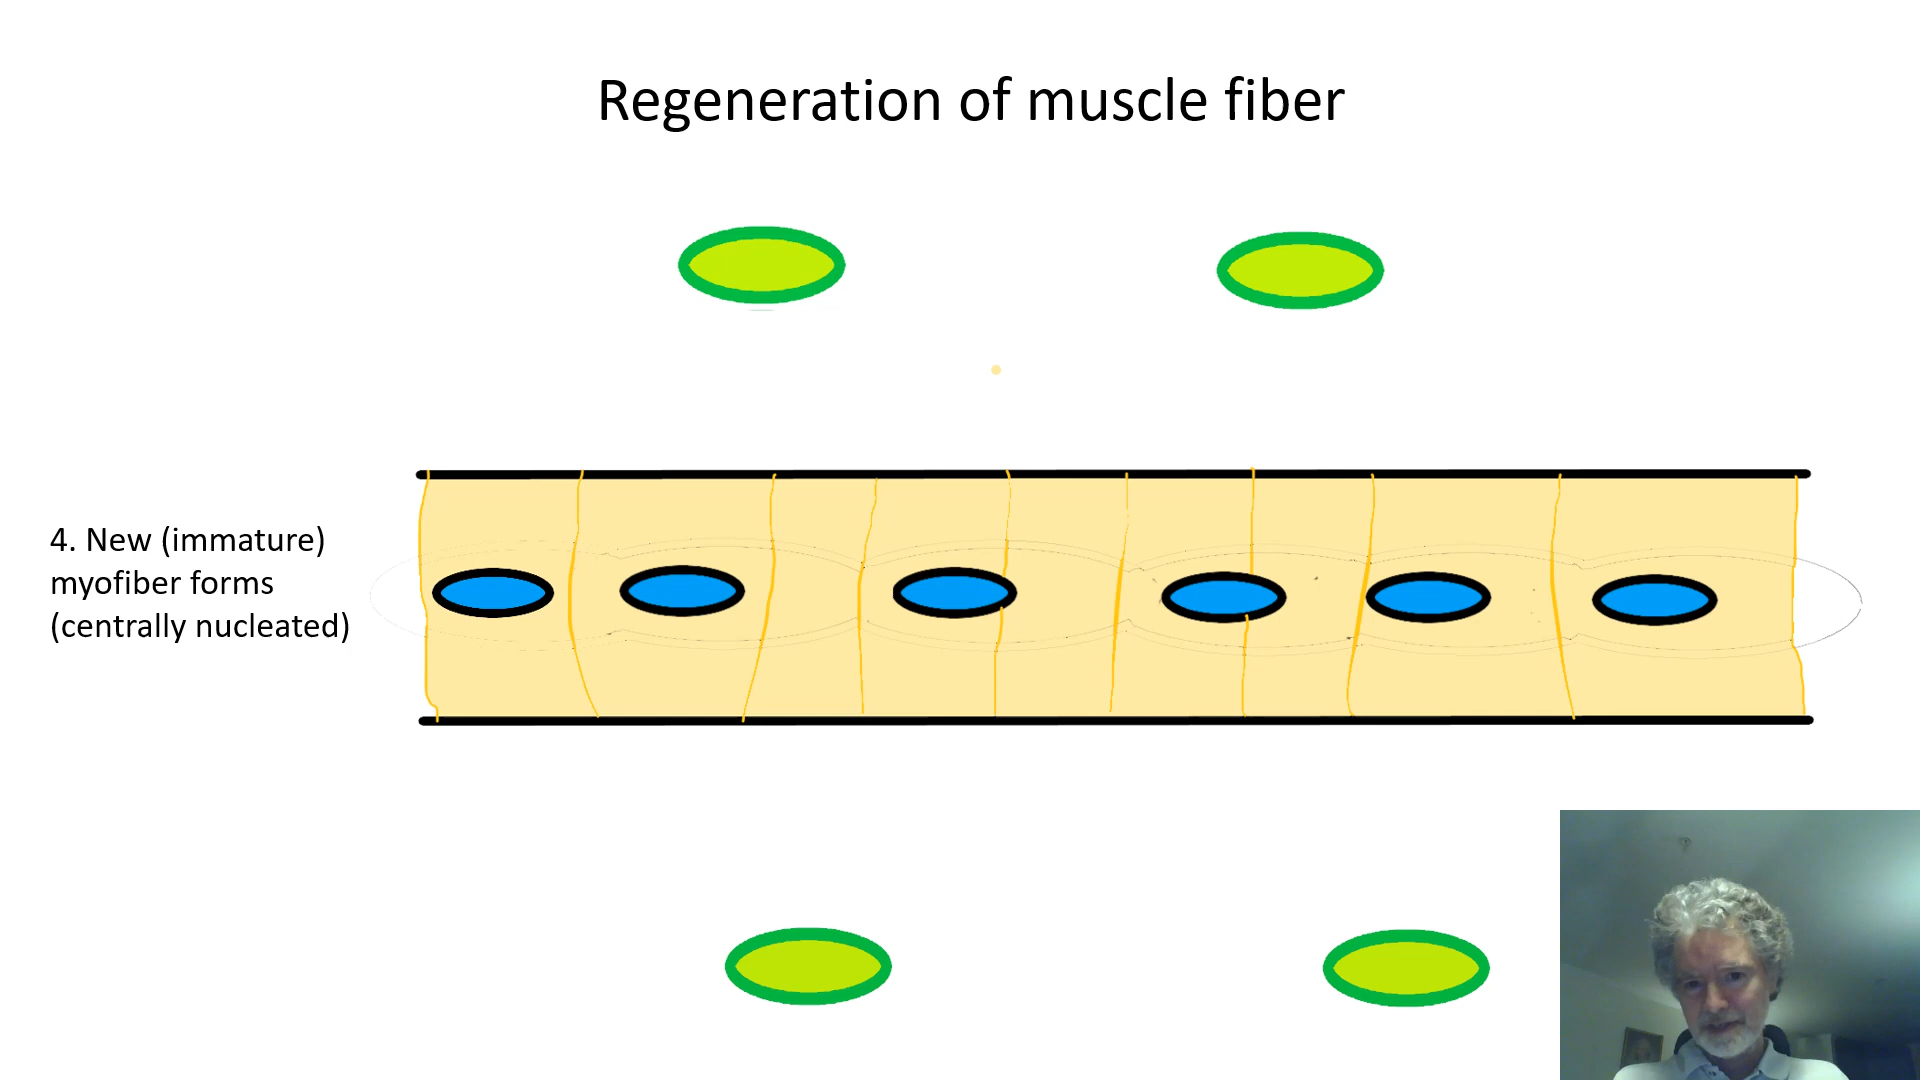 Regeneration of muscle fiber
4. New (immature)
myofiber forms
(centrally nucleated)